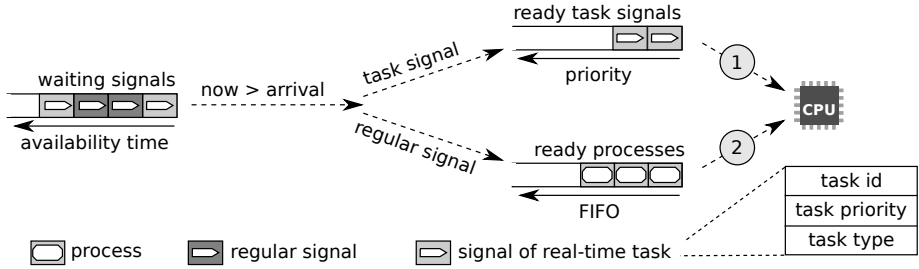 ready task signals
task signal
priority
1
waiting signals
now > arrival
availability time
CPU
regular signal
ready processes
2
FIFO
task id
task priority
task type
process
regular signal
signal of real-time task